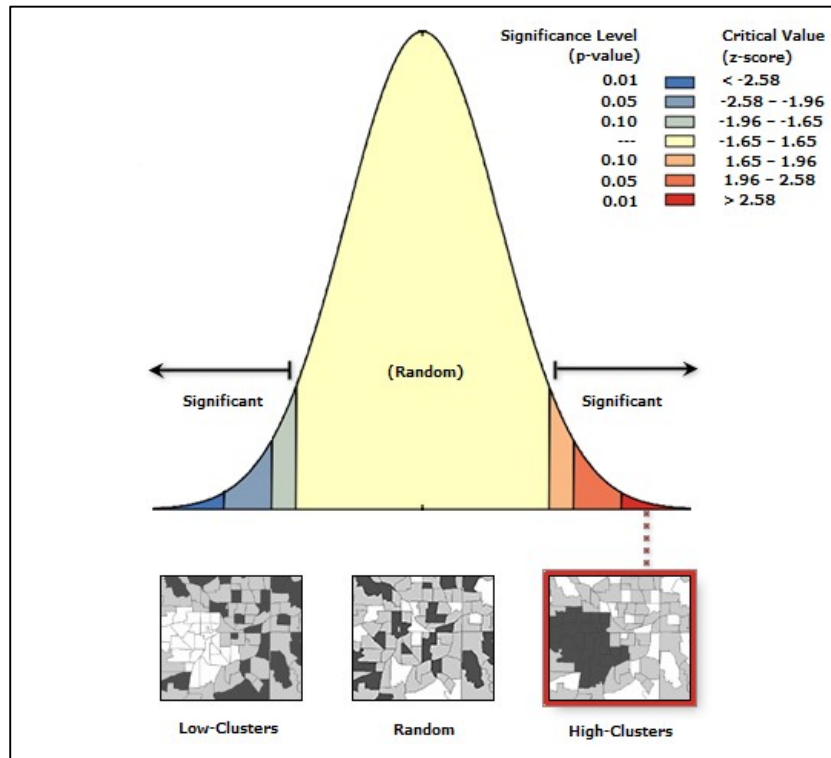 Significance Level Critical Value
(p-value) (z-score)
0.01 < -2.58
0.05 -2.58 – -1.96
0.10 -1.96 – -1.65
--- -1.65 – 1.65
0.10 1.65 – 1.96
0.05 1.96 – 2.58
0.01 > 2.58
(Random)
Significant Significant
Low-Clusters Random High-Clusters